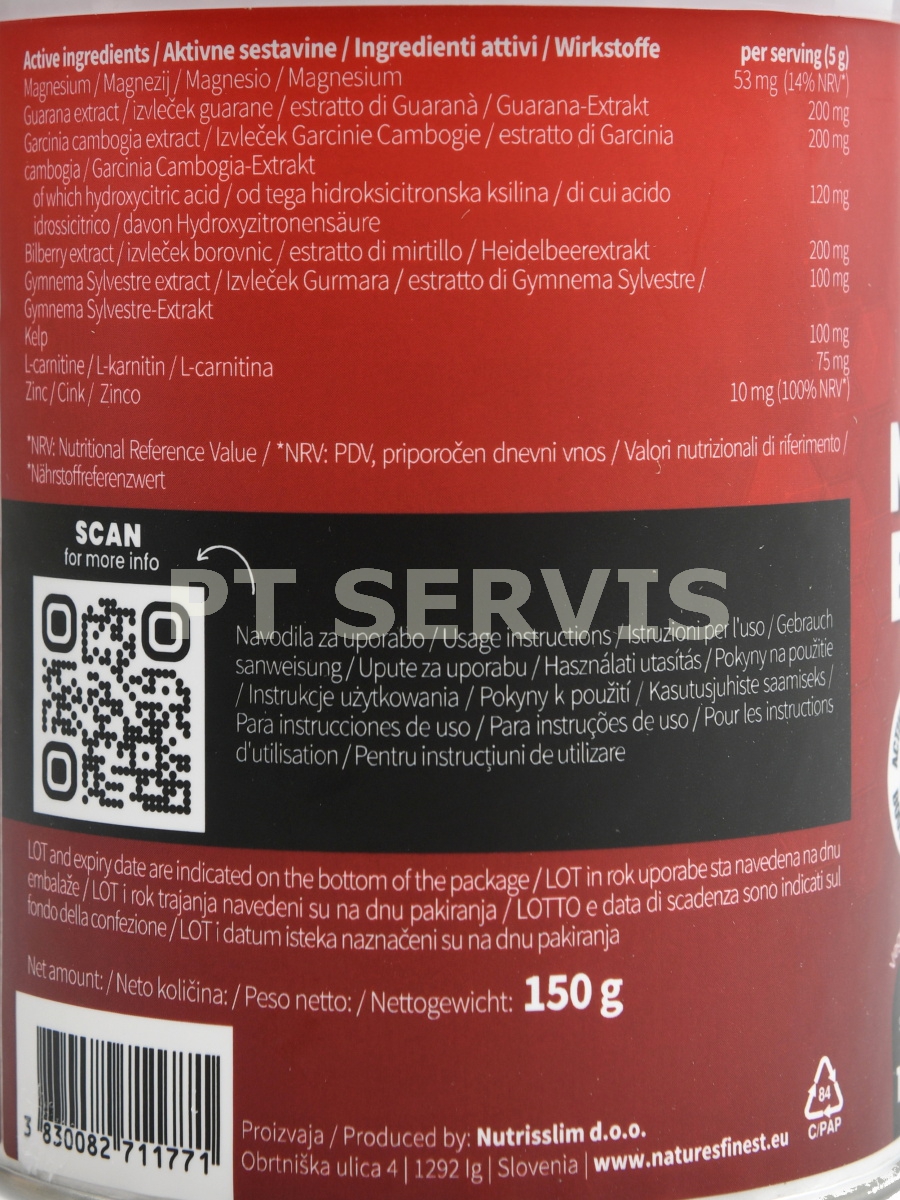 Active ingredients / Aktivne sestavine / Ingredienti attivi / Wirkstoffe per serving (5 g)
Magnesium / Magnezij / Magnesio / Magnesium 53 mg (14% NRV*)
Guarana extract / izvleček guarane / estratto di Guaranà / Guarana-Extrakt 200 mg
Garcinia cambogia extract / Izvleček Garcinie Cambogie / estratto di Garcinia 200 mg
cambogia / Garcinia Cambogia-Extrakt
of which hydroxycitric acid / od tega hidroksicitronska ksilina / di cui acido 120 mg
idrossicitrico / davon Hydroxyzitronensäure
Bilberry extract / izvleček borovnic / estratto di mirtillo / Heidelbeerextrakt 200 mg
Gymnema Sylvestre extract / Izvleček Gurmara / estratto di Gymnema Sylvestre / 100 mg
Gymnema Sylvestre-Extrakt
Kelp 100 mg
L-carnitine / L-karnitin / L-carnitina 75 mg
Zinc / Cink / Zinco 10 mg (100% NRV*)
*NRV: Nutritional Reference Value / *NRV: PDV, priporočen dnevni vnos / Valori nutrizionali di riferimento /
*Nährstoffreferenzwert
SCAN
for more info
PT SERVIS
Navodila za uporabo / Usage instructions / Istruzioni per l'uso / Gebrauch
sanweisung / Upute za uporabu / Használati utasítás / Pokyny na použitie
/ Instrukcje użytkowania / Pokyny k použití / Kasutusjuhiste saamiseks /
Para instrucciones de uso / Para instruções de uso / Pour les instructions
d'utilisation / Pentru instrucțiuni de utilizare
LOT and expiry date are indicated on the bottom of the package / LOT in rok uporabe sta navedena na dnu
embalaže / LOT i rok trajanja navedeni su na dnu pakiranja / LOTTO e data di scadenza sono indicati sul
fondo della confezione / LOT i datum isteka naznačeni su na dnu pakiranja
Net amount: / Neto količina: / Peso netto: / Nettogewicht: 150 g
3 830082 711771
84
C/PAP
Proizvaja / Produced by: Nutrisslim d.o.o.
Obrtniška ulica 4 | 1292 Ig | Slovenia | www.naturesfinest.eu